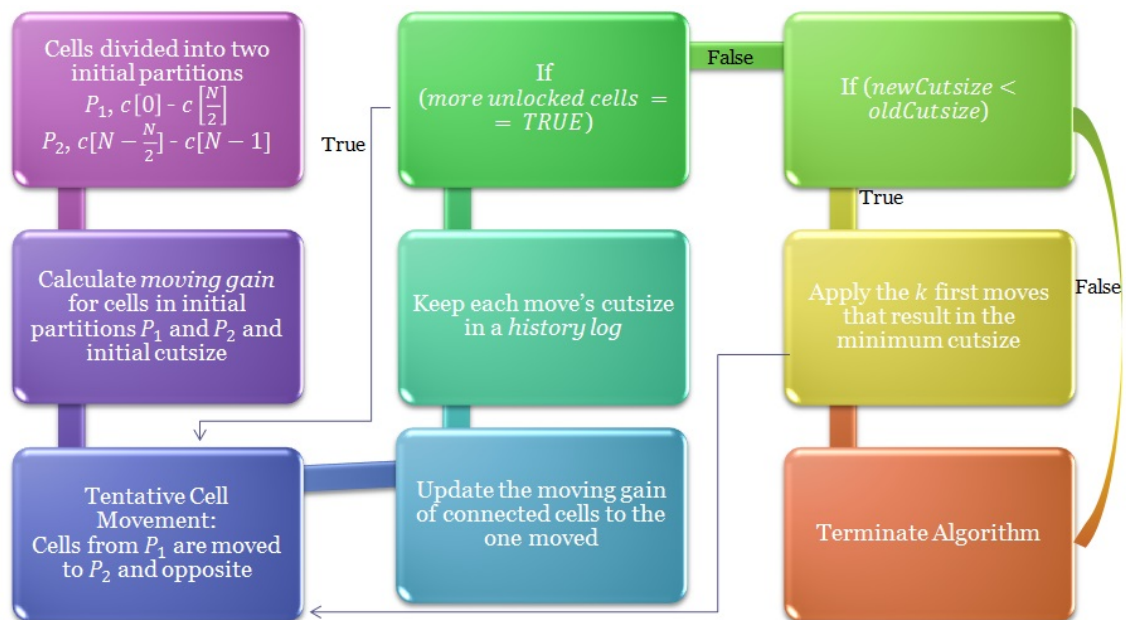 Cells divided into two
initial partitions
P₁, c[0] - c[N/2]
P₂, c[N − N/2] - c[N − 1]
Calculate moving gain
for cells in initial
partitions P₁ and P₂ and
initial cutsize
Tentative Cell
Movement:
Cells from P₁ are moved
to P₂ and opposite
True
If
(more unlocked cells =
= TRUE)
Keep each move's cutsize
in a history log
Update the moving gain
of connected cells to the
one moved
False
If (newCutsize <
oldCutsize)
True
Apply the k first moves
that result in the
minimum cutsize
False
Terminate Algorithm